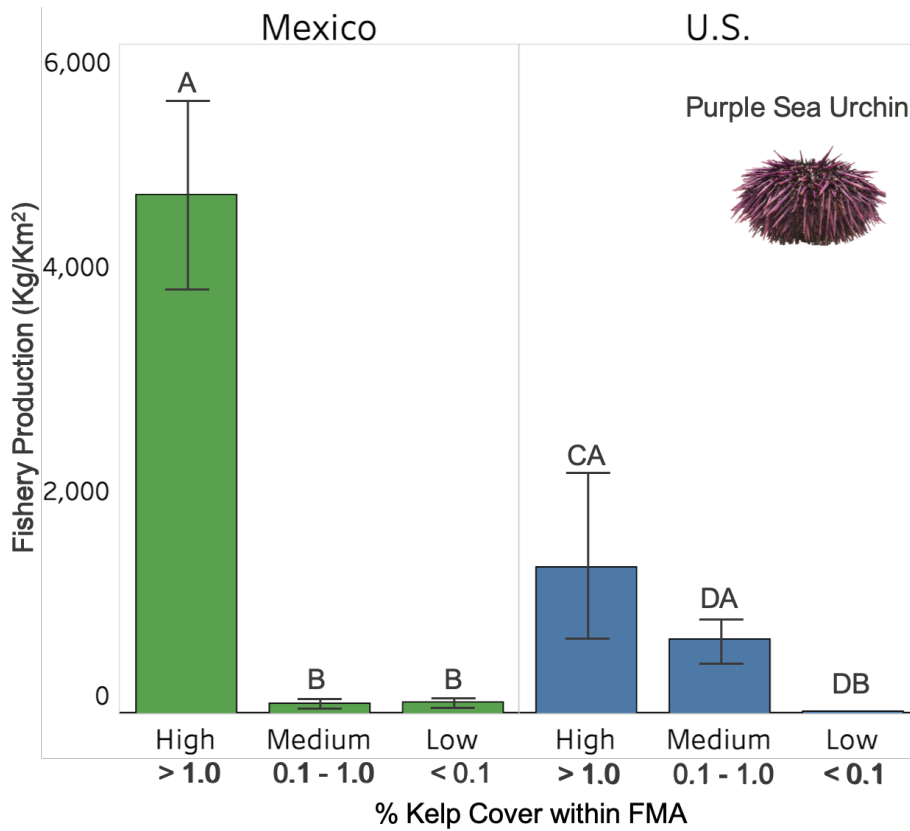 Mexico
U.S.
6,000
4,000
2,000
0
Fishery Production (Kg/Km²)
Purple Sea Urchin
A
B
B
CA
DA
DB
High Medium Low High Medium Low
> 1.0 0.1 - 1.0 < 0.1 > 1.0 0.1 - 1.0 < 0.1
% Kelp Cover within FMA